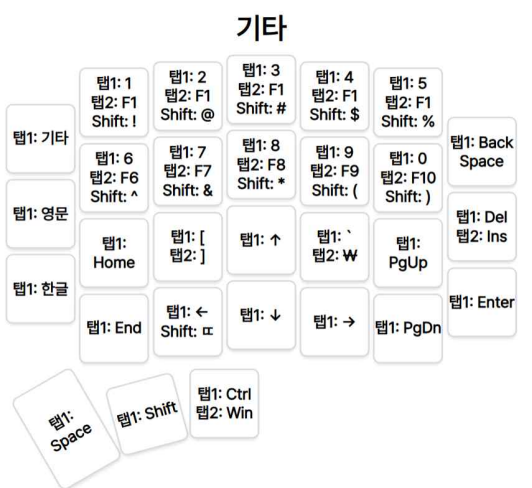 기타
탭1: 1
탭2: F1
Shift: !
탭1: 2
탭2: F1
Shift: @
탭1: 3
탭2: F1
Shift: #
탭1: 4
탭2: F1
Shift: $
탭1: 5
탭2: F1
Shift: %
탭1: 기타
탭1: Back
Space
탭1: 6
탭2: F6
Shift: ^
탭1: 7
탭2: F7
Shift: &
탭1: 8
탭2: F8
Shift: *
탭1: 9
탭2: F9
Shift: (
탭1: 0
탭2: F10
Shift: )
탭1: 영문
탭1: Del
탭2: Ins
탭1:
Home
탭1: [
탭2: ]
탭1: ↑
탭1: `
탭2: ₩
탭1:
PgUp
탭1: 한글
탭1: Enter
탭1: End
탭1: ←
Shift: ㄸ
탭1: ↓
탭1: →
탭1: PgDn
탭1:
Space
탭1: Shift
탭1: Ctrl
탭2: Win